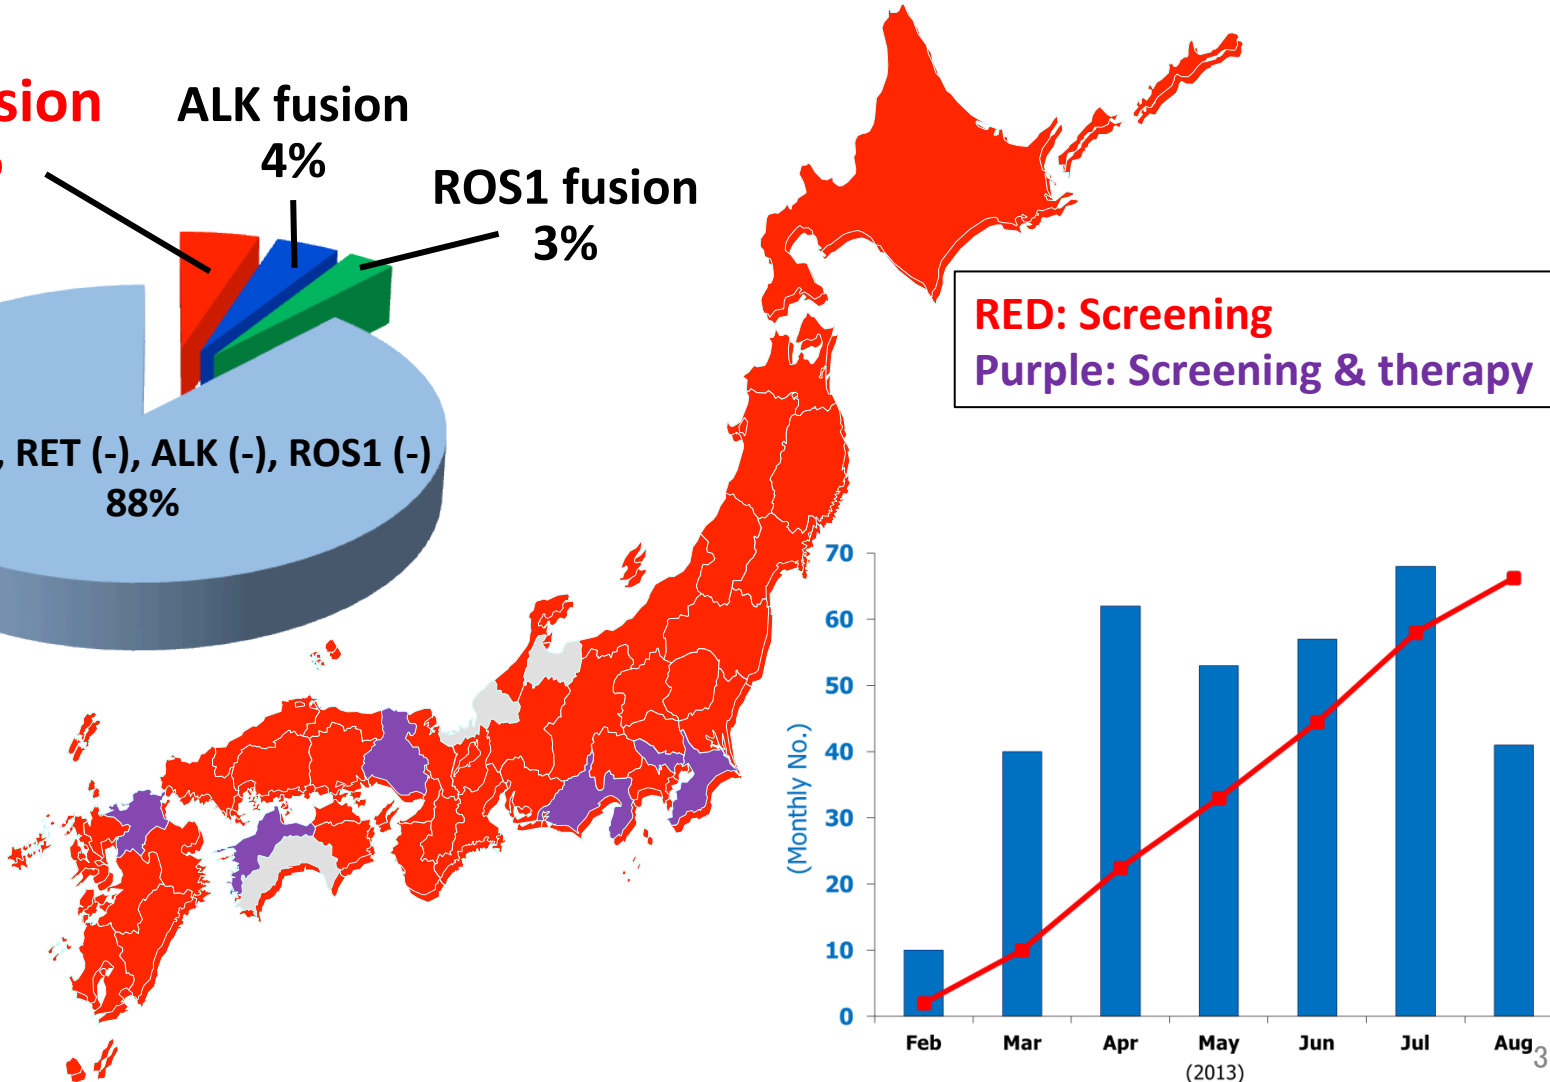 ALK fusion
4%
ROS1 fusion
3%
, RET (-), ALK (-), ROS1 (-)
88%
RED: Screening
Purple: Screening & therapy
70
60
50
40
30
20
10
0
(Monthly No.)
Feb Mar Apr May Jun Jul Aug
(2013)
3